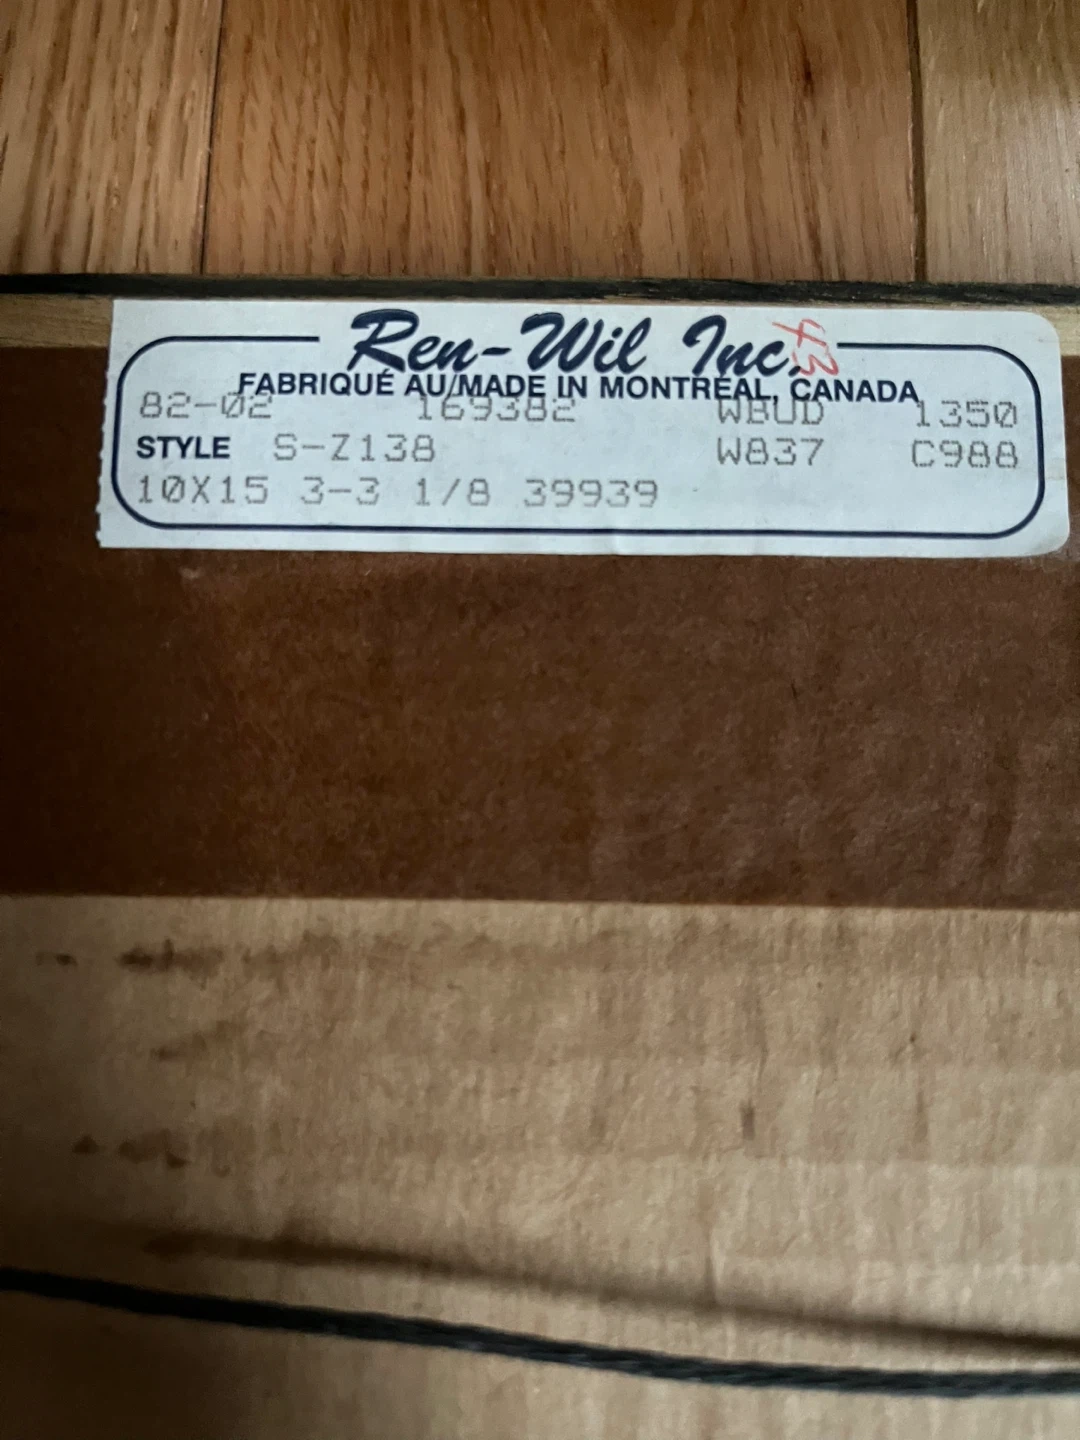 Ren-Wil Inc.
FABRIQUÉ AU/MADE IN MONTRÉAL, CANADA
82-02 169382 WBUD 1350
STYLE S-Z138 W837 C988
10X15 3-3 1/8 39939